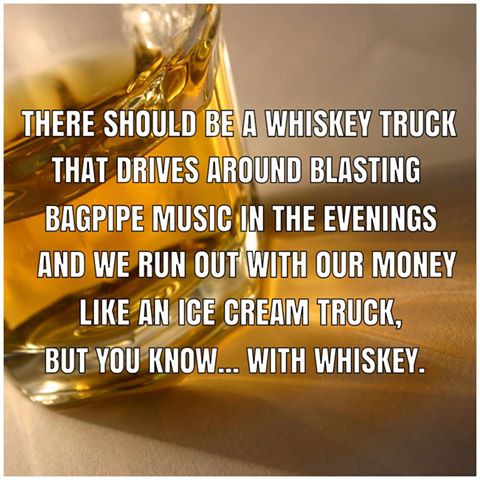 THERE SHOULD BE A WHISKEY TRUCK
THAT DRIVES AROUND BLASTING
BAGPIPE MUSIC IN THE EVENINGS
AND WE RUN OUT WITH OUR MONEY
LIKE AN ICE CREAM TRUCK,
BUT YOU KNOW... WITH WHISKEY.